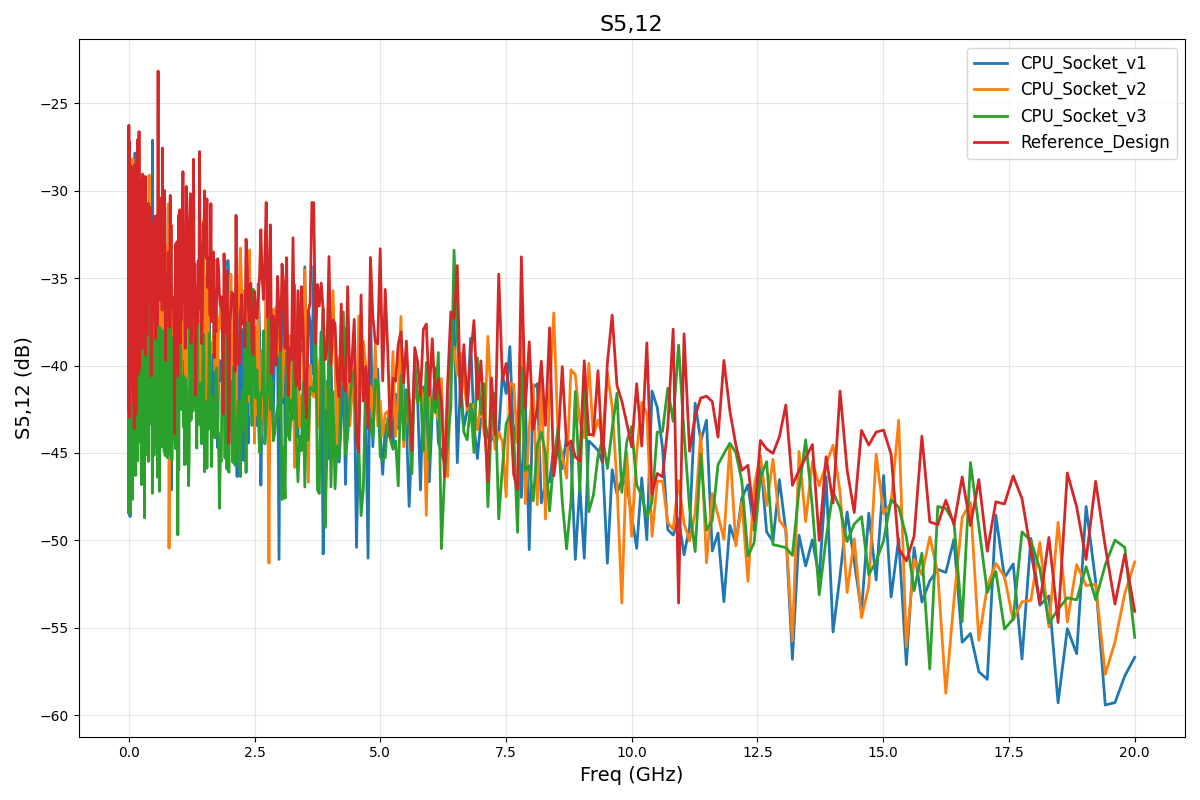 S5,12
CPU_Socket_v1
CPU_Socket_v2
CPU_Socket_v3
Reference_Design
S5,12 (dB)
−25
−30
−35
−40
−45
−50
−55
−60
0.0 2.5 5.0 7.5 10.0 12.5 15.0 17.5 20.0
Freq (GHz)